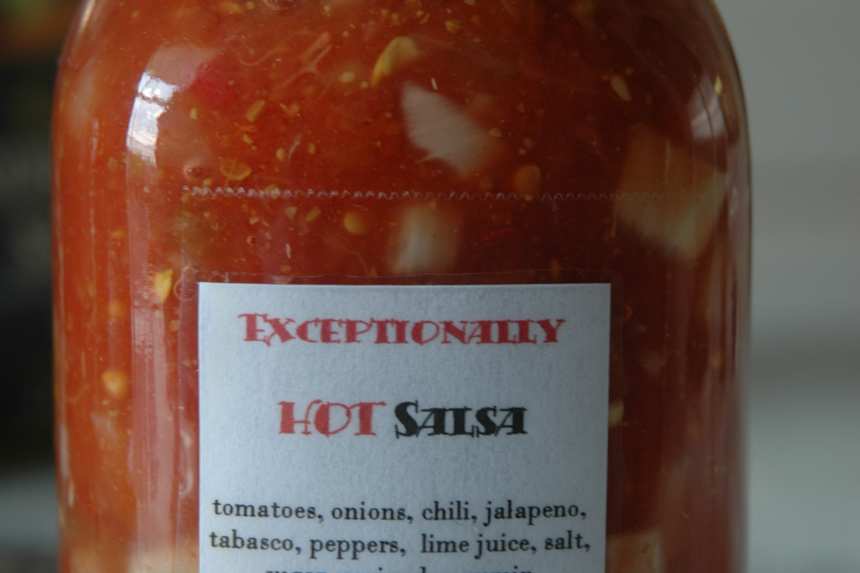 Exceptionally
Hot Salsa
tomatoes, onions, chili, jalapeno,
tabasco, peppers, lime juice, salt,